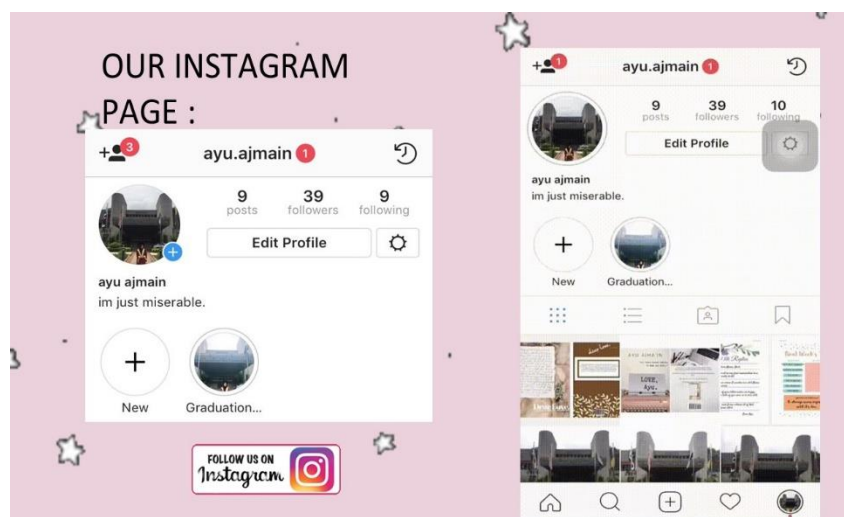 OUR INSTAGRAM
PAGE :
3
ayu.ajmain 1
9 39 9
posts followers following
Edit Profile
ayu ajmain
im just miserable.
New Graduation...
FOLLOW US ON
Instagram
1
ayu.ajmain 1
9 39 10
posts followers following
Edit Profile
ayu ajmain
im just miserable.
New Graduation...
LOVE,
Ayu.